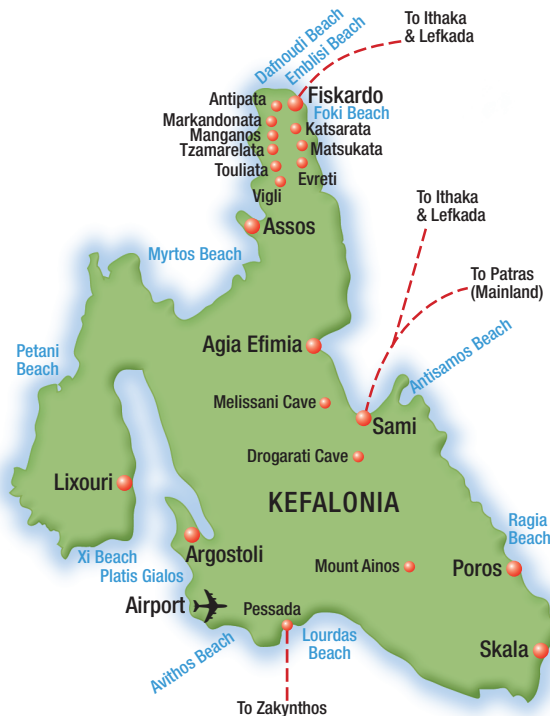 To Ithaka
& Lefkada
Dafnoudi Beach
Emblisi Beach
Antipata
Fiskardo
Foki Beach
Markandonata
Katsarata
Manganos
Tzamarelata
Matsukata
Touliata
Evreti
Vigli
To Ithaka
& Lefkada
Assos
Myrtos Beach
To Patras
(Mainland)
Agia Efimia
Petani
Beach
Antisamos Beach
Melissani Cave
Sami
Drogarati Cave
Lixouri
KEFALONIA
Ragia
Beach
Argostoli
Xi Beach
Platis Gialos
Mount Ainos
Poros
Airport
Pessada
Lourdas
Beach
Avithos Beach
Skala
To Zakynthos